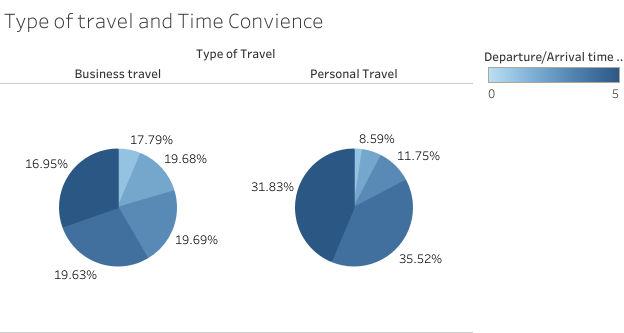 Type of travel and Time Convience
Type of Travel
Business travel
Personal Travel
Departure/Arrival time ..
0
5
17.79%
19.68%
19.69%
19.63%
16.95%
8.59%
11.75%
35.52%
31.83%